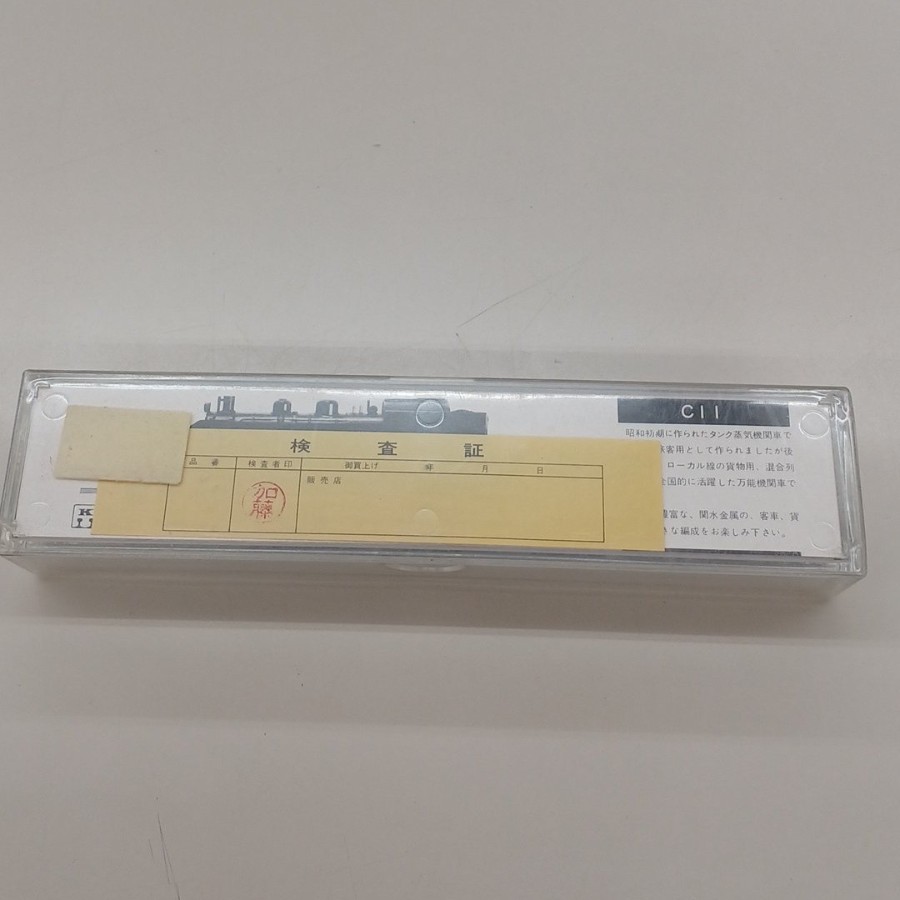 C11
昭和初期に作られたタンク蒸気機関車で
旅客用として作られましたが後
ローカル線の貨物用、混合列
全国的に活躍した万能機関車で
豊富な、関水金属の、客車、貨
きな編成をお楽しみ下さい。
検査証
品番 検査者印 御買上げ 年 月 日
販売店
加藤